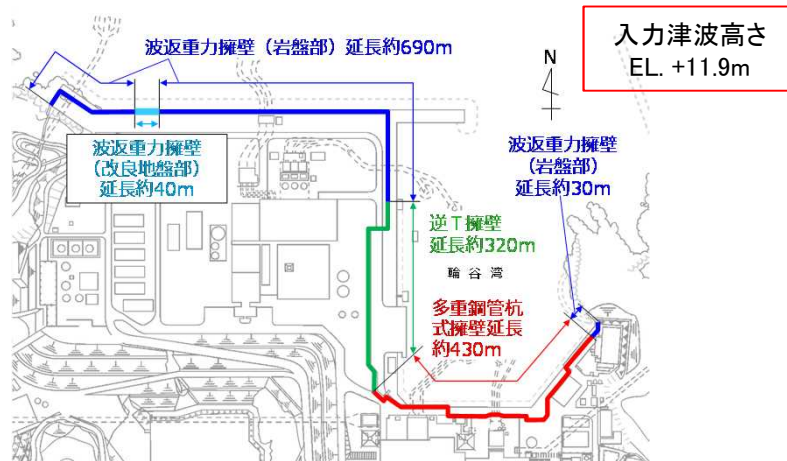 入力津波高さ
EL. +11.9m
波返重力擁壁（岩盤部）延長約690m
N
波返重力擁壁
（改良地盤部）
延長約40m
波返重力擁壁
（岩盤部）
延長約30m
逆T擁壁
延長約320m
輪谷湾
多重鋼管杭
式擁壁延長
約430m